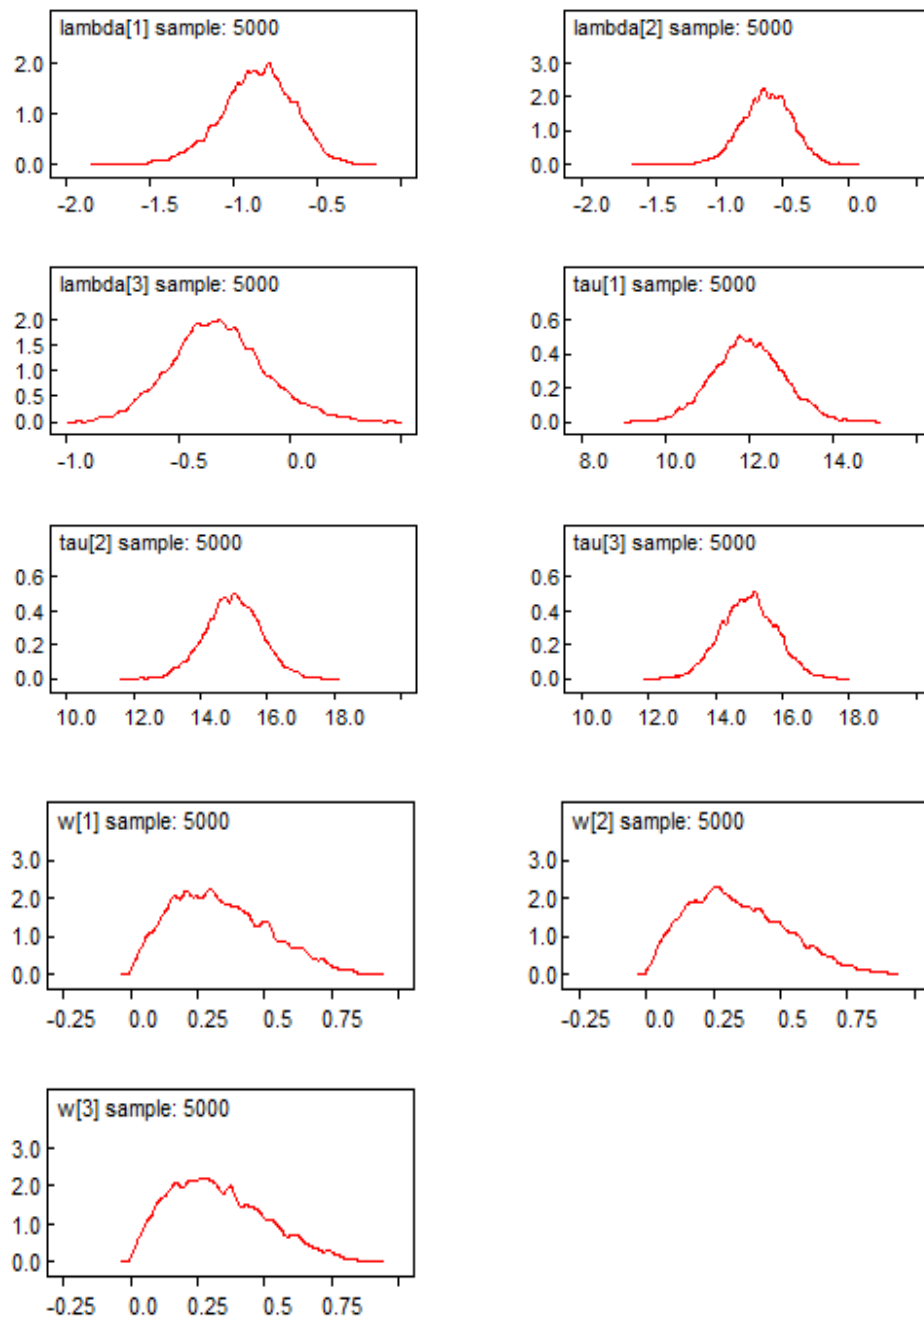 lambda[1] sample: 5000
2.0
1.0
0.0
-2.0 -1.5 -1.0 -0.5
lambda[2] sample: 5000
3.0
2.0
1.0
0.0
-2.0 -1.5 -1.0 -0.5 0.0
lambda[3] sample: 5000
2.0
1.5
1.0
0.5
0.0
-1.0 -0.5 0.0
tau[1] sample: 5000
0.6
0.4
0.2
0.0
8.0 10.0 12.0 14.0
tau[2] sample: 5000
0.6
0.4
0.2
0.0
10.0 12.0 14.0 16.0 18.0
tau[3] sample: 5000
0.6
0.4
0.2
0.0
10.0 12.0 14.0 16.0 18.0
w[1] sample: 5000
3.0
2.0
1.0
0.0
-0.25 0.0 0.25 0.5 0.75
w[2] sample: 5000
3.0
2.0
1.0
0.0
-0.25 0.0 0.25 0.5 0.75
w[3] sample: 5000
3.0
2.0
1.0
0.0
-0.25 0.0 0.25 0.5 0.75